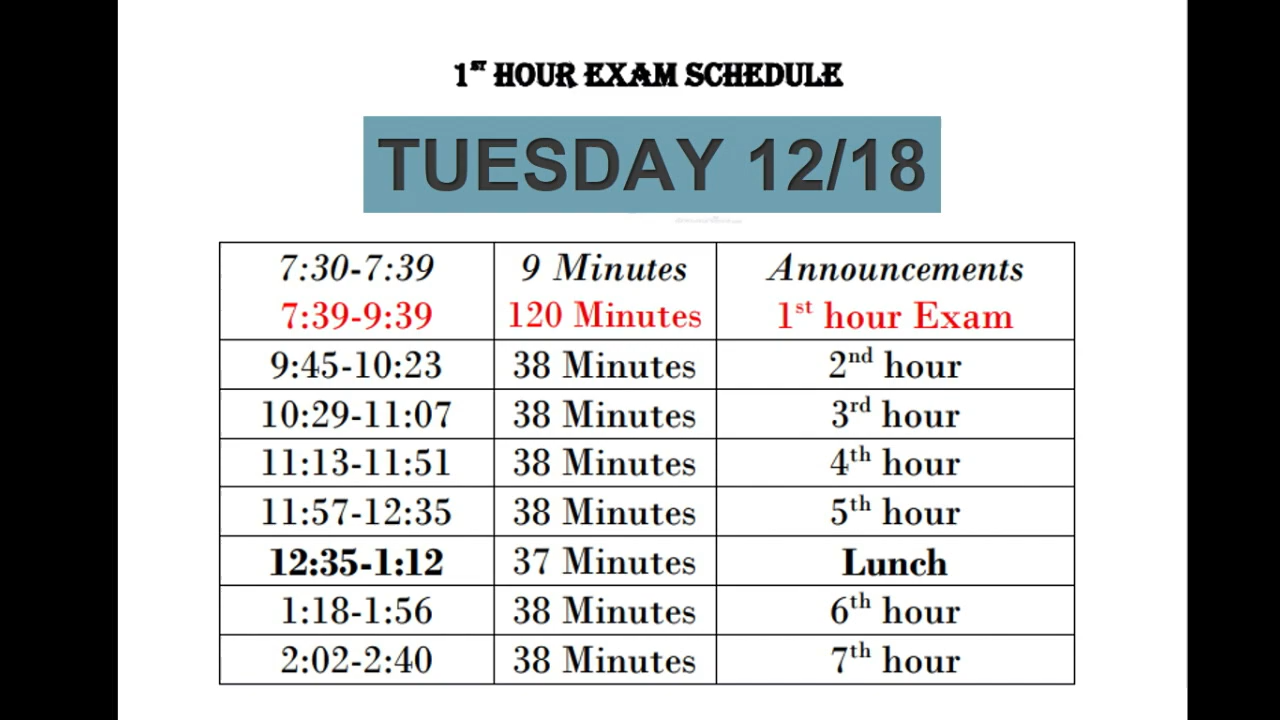 1ST HOUR EXAM SCHEDULE
TUESDAY 12/18
7:30-7:39 9 Minutes Announcements
7:39-9:39 120 Minutes 1st hour Exam
9:45-10:23 38 Minutes 2nd hour
10:29-11:07 38 Minutes 3rd hour
11:13-11:51 38 Minutes 4th hour
11:57-12:35 38 Minutes 5th hour
12:35-1:12 37 Minutes Lunch
1:18-1:56 38 Minutes 6th hour
2:02-2:40 38 Minutes 7th hour